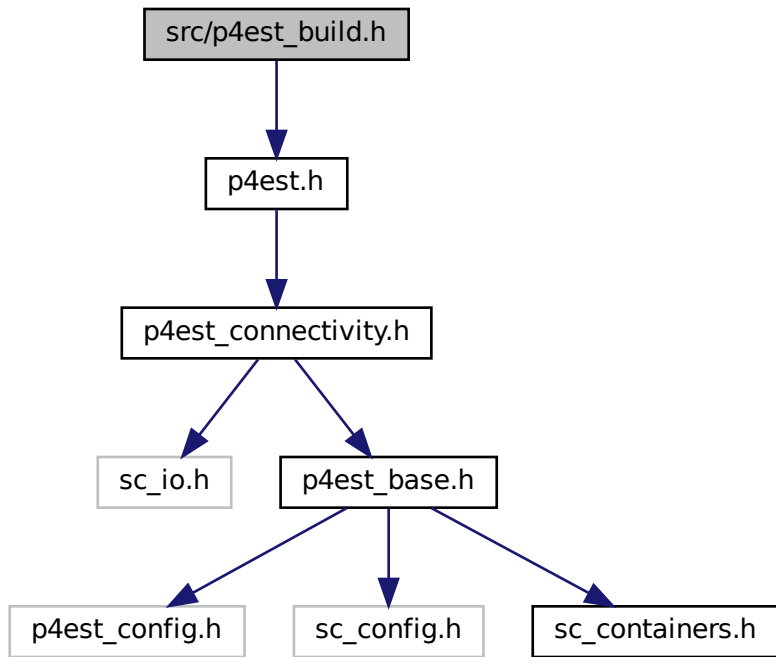 src/p4est_build.h
p4est.h
p4est_connectivity.h
sc_io.h
p4est_base.h
p4est_config.h
sc_config.h
sc_containers.h